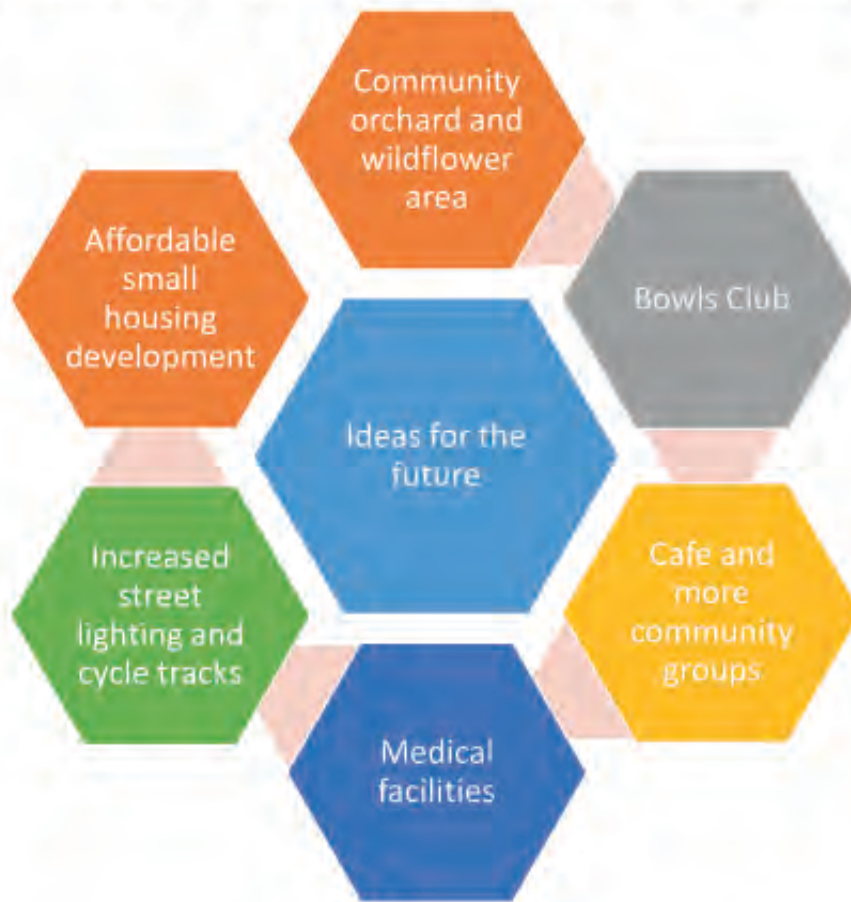 Community
orchard and
wildflower
area
Bowls Club
Cafe and
more
community
groups
Medical
facilities
Increased
street
lighting and
cycle tracks
Affordable
small
housing
development
Ideas for the
future